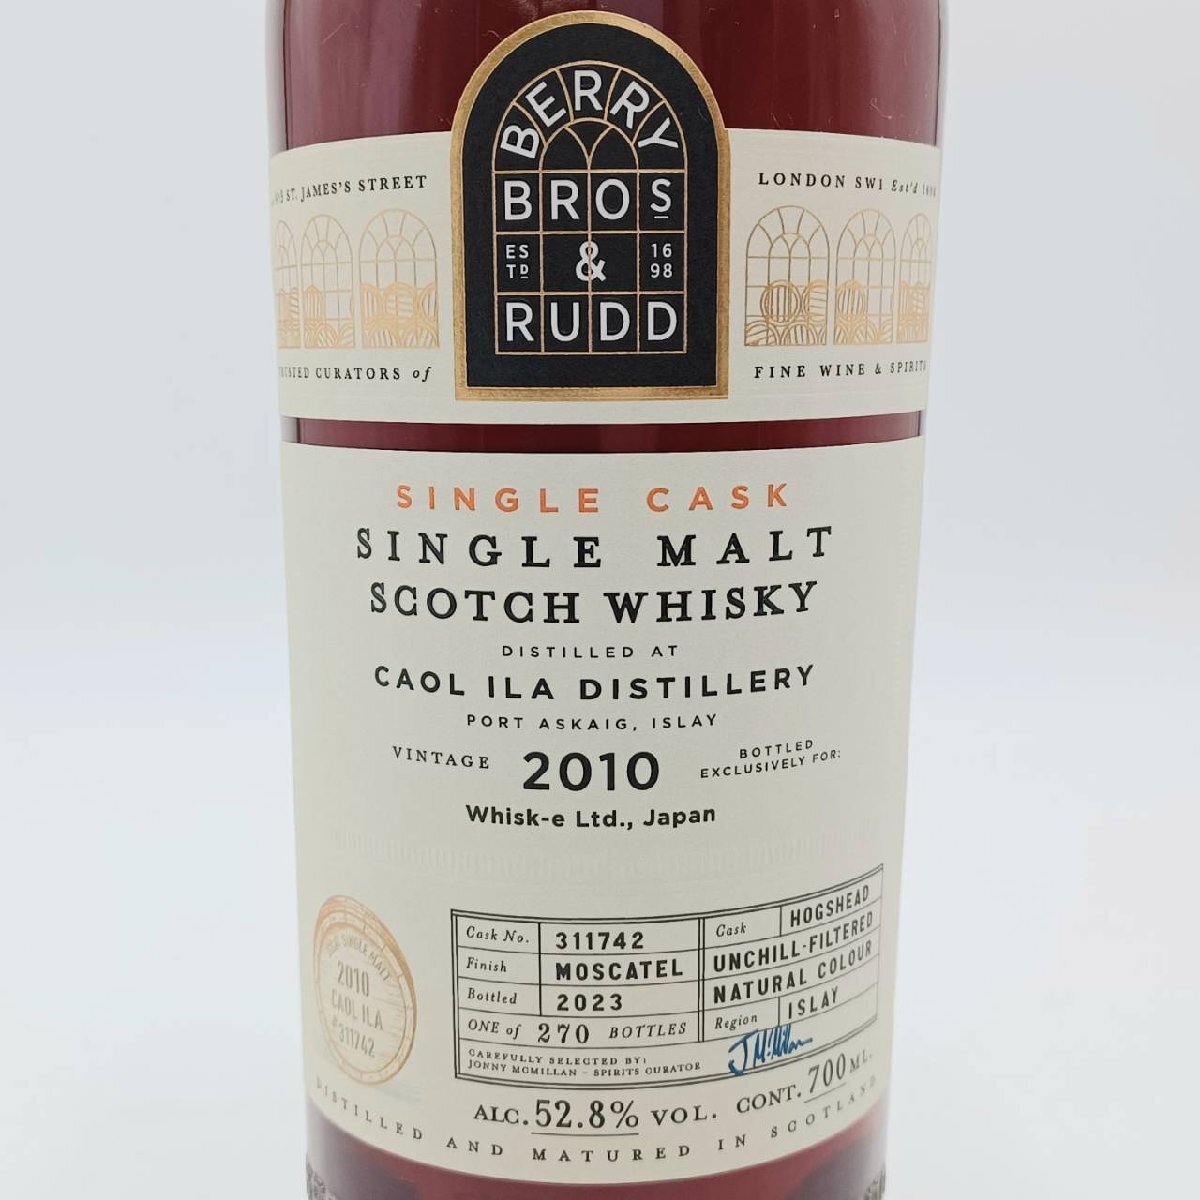 BERRY
BROS
ESTD & 1698
RUDD
ST. JAMES'S STREET
LONDON SW1 Est'd
CURATORS of
FINE WINE & SPIRITS
SINGLE CASK
SINGLE MALT
SCOTCH WHISKY
DISTILLED AT
CAOL ILA DISTILLERY
PORT ASKAIG, ISLAY
VINTAGE 2010 BOTTLED EXCLUSIVELY FOR:
Whisk-e Ltd., Japan
Cask No. 311742
Finish MOSCATEL
Bottled 2023
ONE of 270 BOTTLES
CAREFULLY SELECTED BY:
JONNY MCMILLAN - SPIRITS CURATOR
Cask HOGSHEAD
UNCHILL-FILTERED
NATURAL COLOUR
Region ISLAY
J McMillan
SINGLE MALT
2010
CAOL ILA
#311742
ALC. 52.8% VOL. CONT. 700ML.
DISTILLED AND MATURED IN SCOTLAND